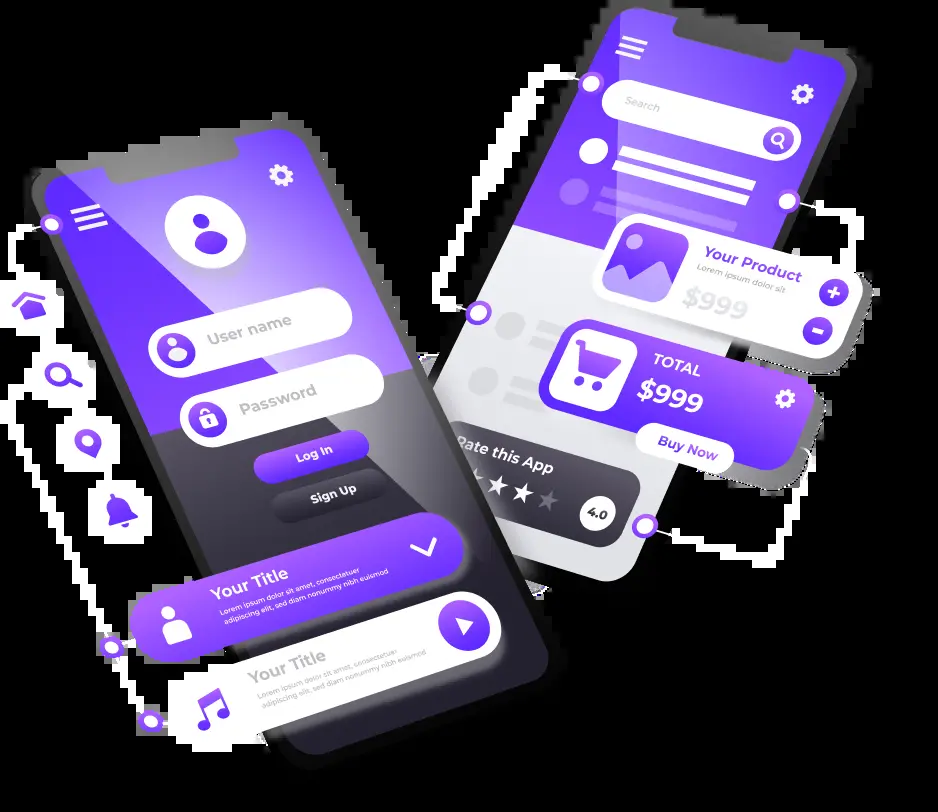 User name
Password
Log In
Sign Up
Your Title
Lorem ipsum dolor sit amet, consectetuer
adipiscing elit, sed diam nonummy nibh euismod
Your Title
Lorem ipsum dolor sit amet, consectetuer
adipiscing elit, sed diam nonummy nibh euismod
Search
Your Product
Lorem ipsum dolor sit
$999
TOTAL
$999
Buy Now
Rate this App
4.0